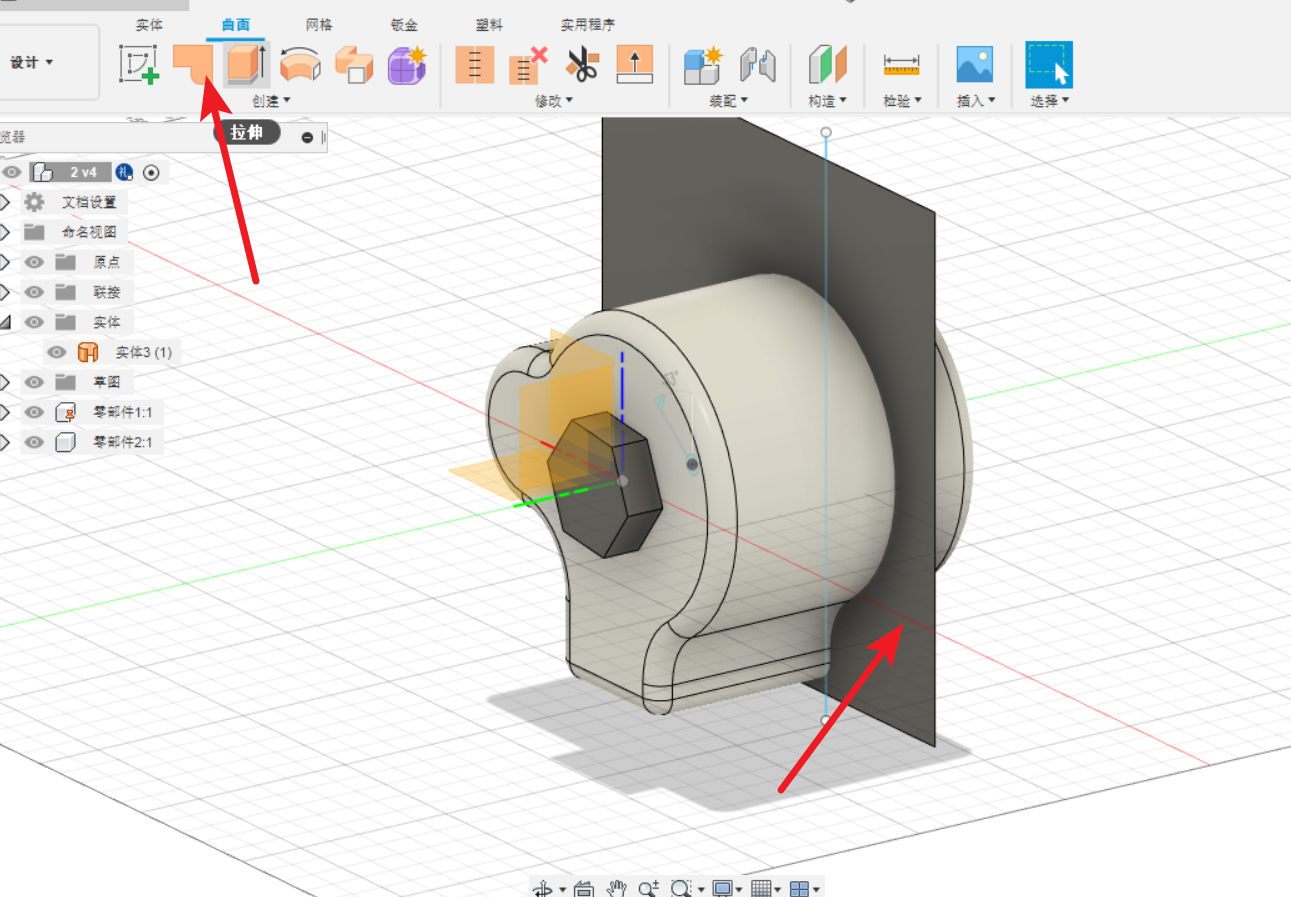 实体 曲面 网格 钣金 塑料 实用程序
设计
创建 修改 装配 构造 检验 插入 选择
览器
拉伸
2 v4
文档设置
命名视图
原点
联接
实体
实体3 (1)
草图
零部件1:1
零部件2:1